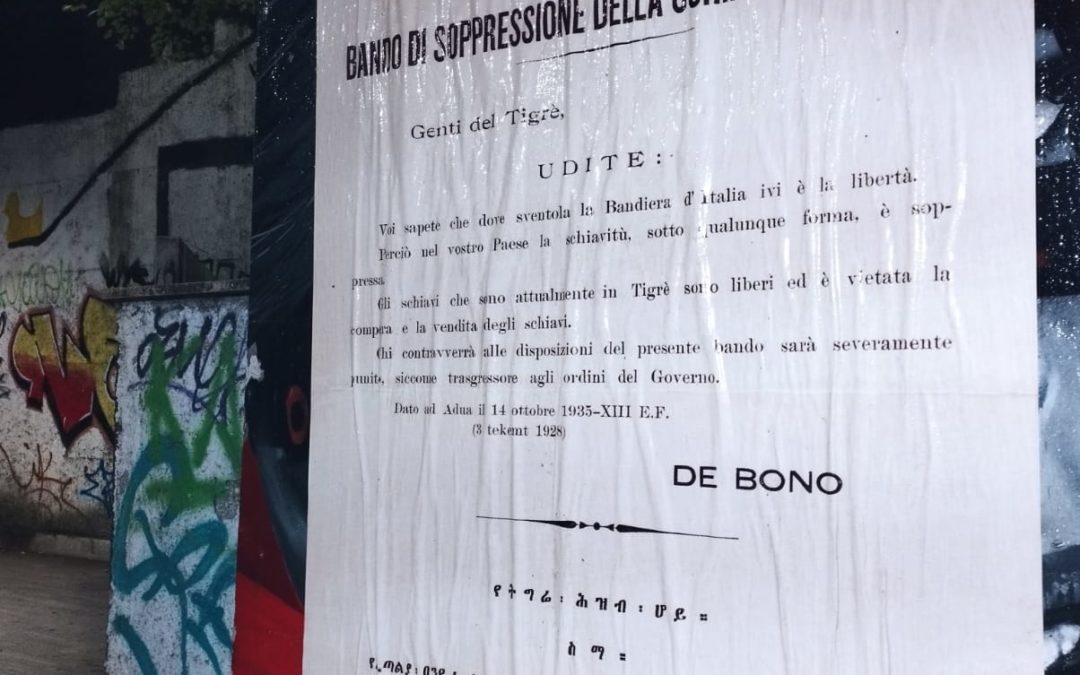 BANDO DI SOPPRESSIONE DELLA
Genti del Tigrè,
UDITE:
Voi sapete che dove sventola la Bandiera d'Italia ivi è la libertà.
Perciò nel vostro Paese la schiavitù, sotto qualunque forma, è sop-
pressa
Gli schiavi che sono attualmente in Tigrè sono liberi ed è vietata la
compra e la vendita degli schiavi.
Chi contravverrà alle disposizioni del presente bando sarà severamente
punito, siccome trasgressore agli ordini del Governo.
Dato ad Adua il 14 ottobre 1935-XIII E.F.
(3 tekemt 1928)
DE BONO
የትግሬ፡ ሕዝብ፡ ሆይ።
ስማ።
የኢጣልያ፡